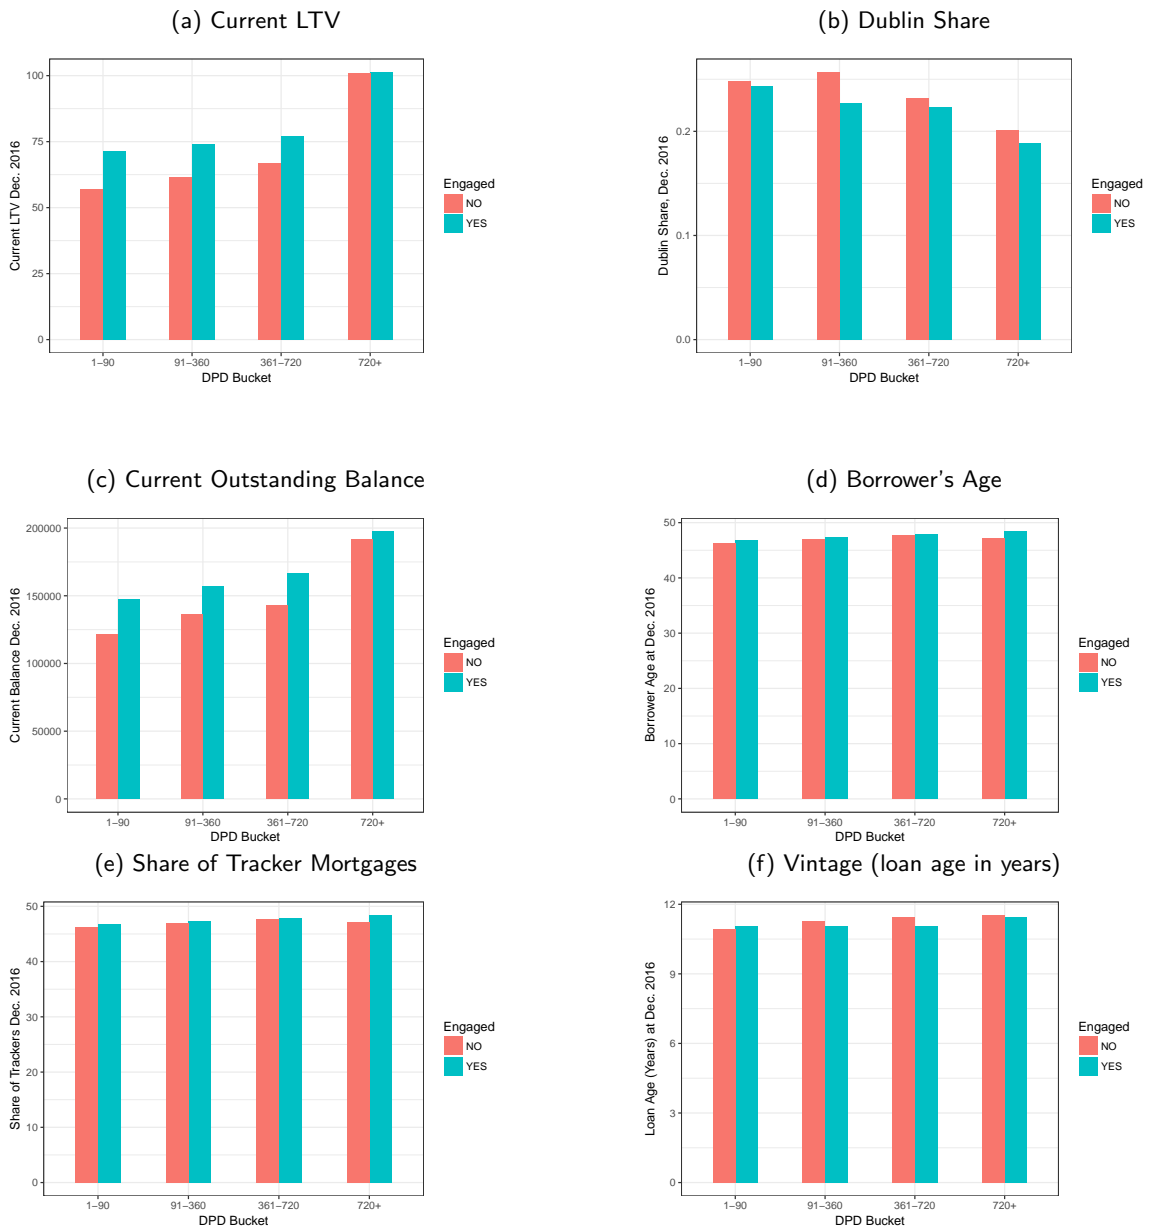 (a) Current LTV
Current LTV Dec. 2016
100
75
50
25
0
1–90
91–360
361–720
720+
DPD Bucket
Engaged
NO
YES
(b) Dublin Share
Dublin Share, Dec. 2016
0.2
0.1
0.0
1–90
91–360
361–720
720+
DPD Bucket
Engaged
NO
YES
(c) Current Outstanding Balance
Current Balance Dec. 2016
200000
150000
100000
50000
0
1–90
91–360
361–720
720+
DPD Bucket
Engaged
NO
YES
(d) Borrower's Age
Borrower Age at Dec. 2016
50
40
30
20
10
0
1–90
91–360
361–720
720+
DPD Bucket
Engaged
NO
YES
(e) Share of Tracker Mortgages
Share of Trackers Dec. 2016
50
40
30
20
10
0
1–90
91–360
361–720
720+
DPD Bucket
Engaged
NO
YES
(f) Vintage (loan age in years)
Loan Age (Years) at Dec. 2016
12
9
6
3
0
1–90
91–360
361–720
720+
DPD Bucket
Engaged
NO
YES